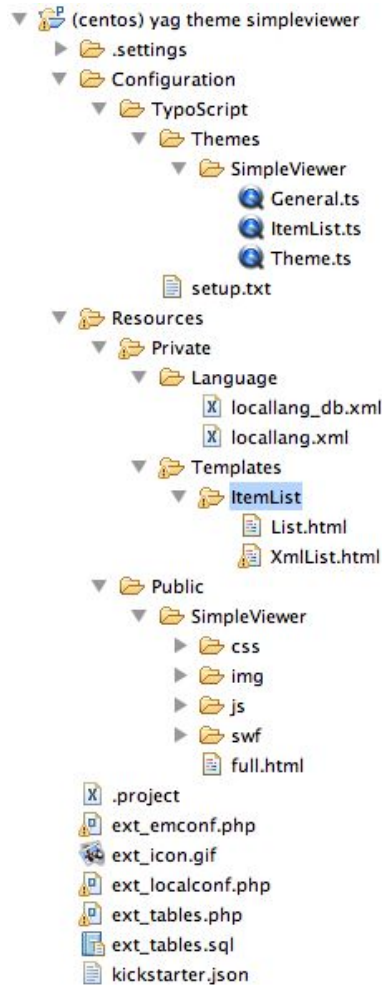 (centos) yag theme simpleviewer
.settings
Configuration
TypoScript
Themes
SimpleViewer
General.ts
ItemList.ts
Theme.ts
setup.txt
Resources
Private
Language
locallang_db.xml
locallang.xml
Templates
ItemList
List.html
XmlList.html
Public
SimpleViewer
css
img
js
swf
full.html
.project
ext_emconf.php
ext_icon.gif
ext_localconf.php
ext_tables.php
ext_tables.sql
kickstarter.json